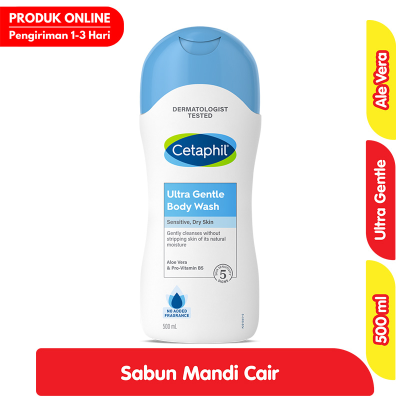 PRODUK ONLINE
Pengiriman 1-3 Hari
DERMATOLOGIST
TESTED
Cetaphil
Ultra Gentle
Body Wash
Sensitive, Dry Skin
Gently cleanses without
stripping skin of its natural
moisture
Aloe Vera
& Pro-Vitamin B5
5
NO ADDED
FRAGRANCE
500 mL
Ale Vera
Ultra Gentle
500 ml
Sabun Mandi Cair